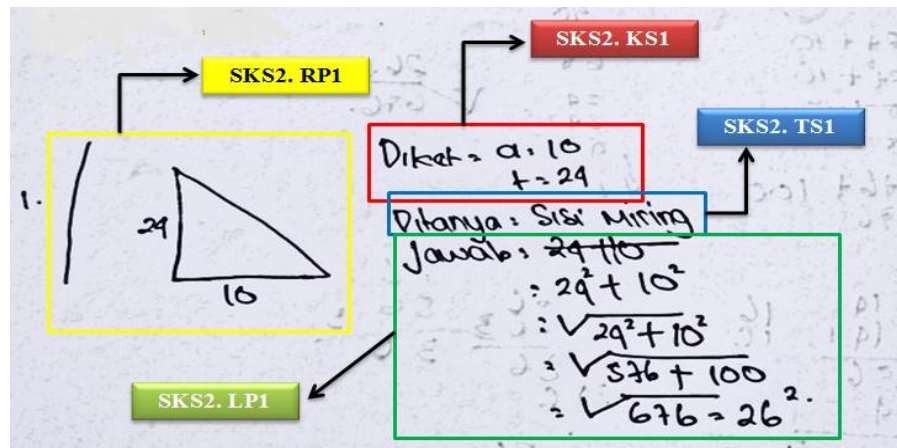 SKS2. KS1
SKS2. RP1
SKS2. TS1
Diket = a : 10
t = 24
1.
24
10
Ditanya : Sisi Miring
Jawab : 24+10
: 24² + 10²
: √24² + 10²
= √576 + 100
= √676 = 26².
SKS2. LP1